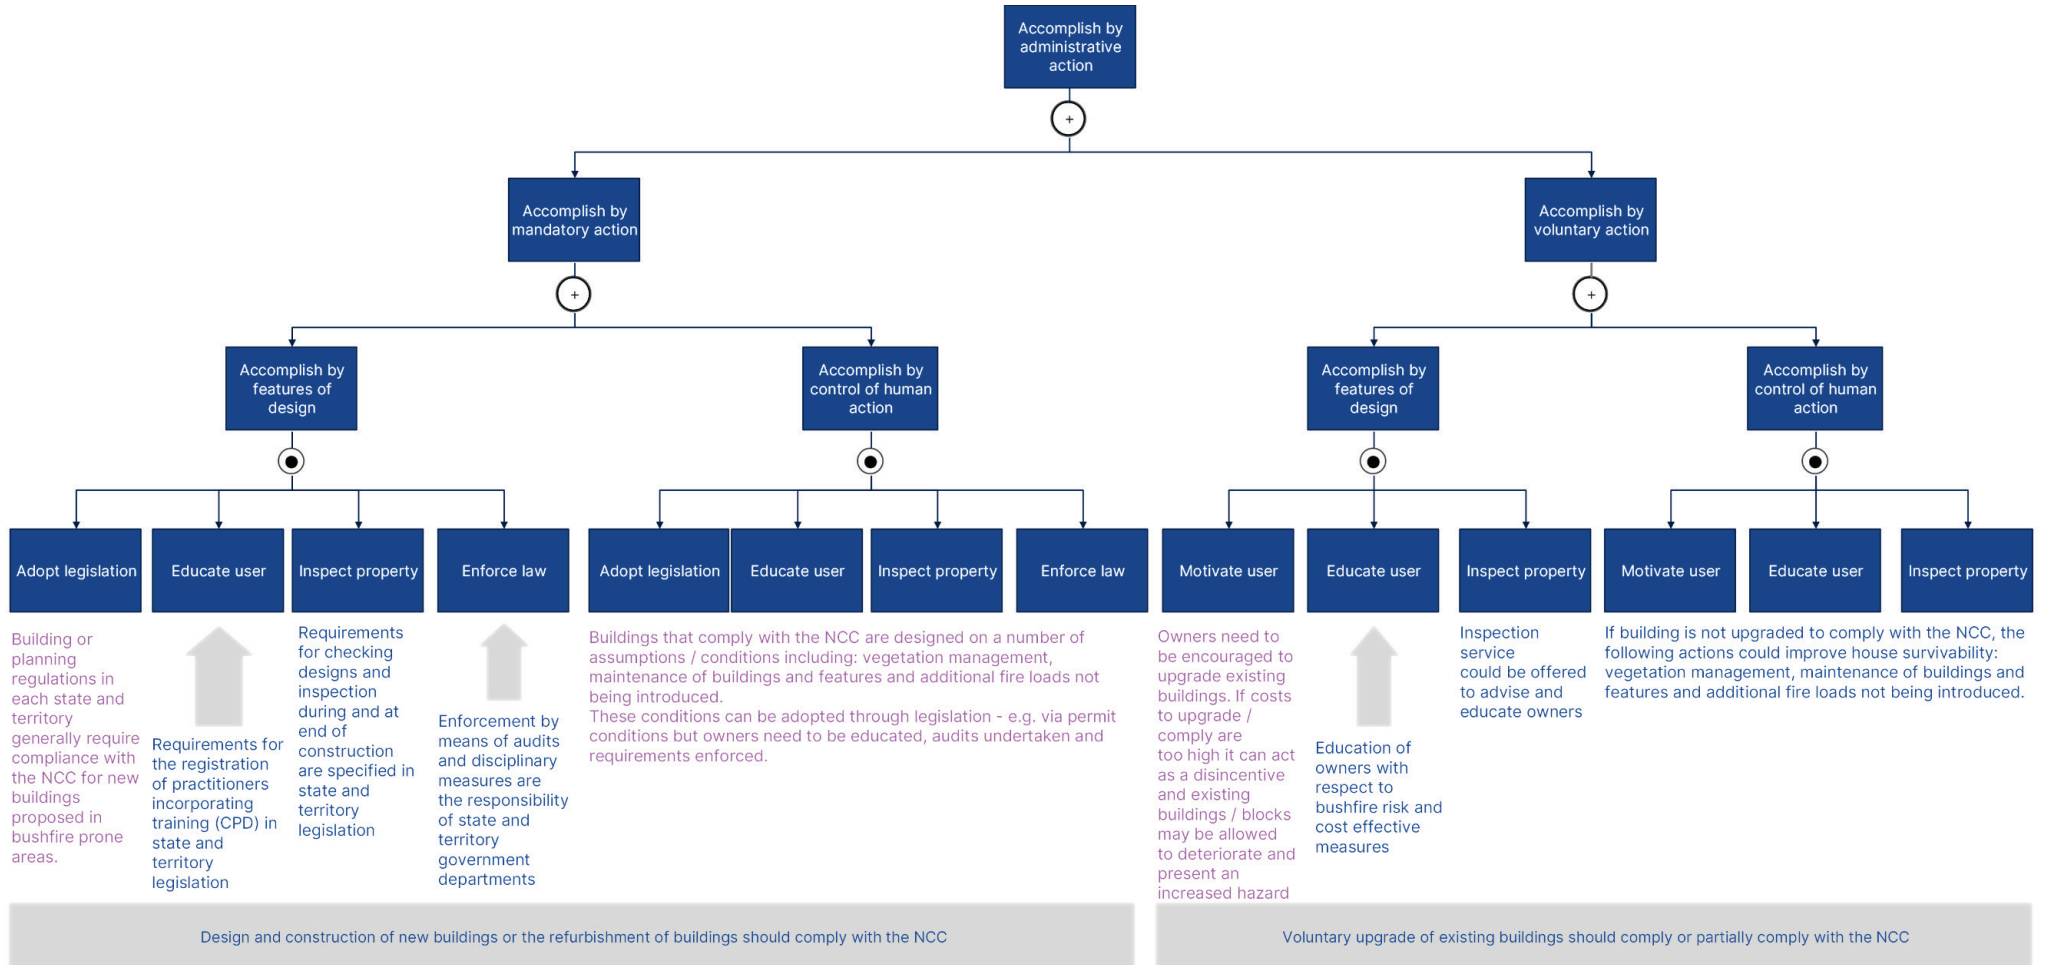 Accomplish by
administrative
action
+
Accomplish by
mandatory action
Accomplish by
voluntary action
+
+
Accomplish by
features of
design
Accomplish by
control of human
action
Accomplish by
features of
design
Accomplish by
control of human
action
Adopt legislation
Educate user
Inspect property
Enforce law
Adopt legislation
Educate user
Inspect property
Enforce law
Motivate user
Educate user
Inspect property
Motivate user
Educate user
Inspect property
Building or
planning
regulations in
each state and
territory
generally require
compliance with
the NCC for new
buildings
proposed in
bushfire prone
areas.
Requirements for
the registration
of practitioners
incorporating
training (CPD) in
state and
territory
legislation
Requirements
for checking
designs and
inspection
during and at
end of
construction
are specified in
state and
territory
legislation
Enforcement by
means of audits
and disciplinary
measures are
the responsibility
of state and
territory
government
departments
Buildings that comply with the NCC are designed on a number of
assumptions / conditions including: vegetation management,
maintenance of buildings and features and additional fire loads not
being introduced.
These conditions can be adopted through legislation - e.g. via permit
conditions but owners need to be educated, audits undertaken and
requirements enforced.
Owners need to
be encouraged to
upgrade existing
buildings. If costs
to upgrade /
comply are
too high it can act
as a disincentive
and existing
buildings / blocks
may be allowed
to deteriorate and
present an
increased hazard
Education of
owners with
respect to
bushfire risk and
cost effective
measures
Inspection
service
could be offered
to advise and
educate owners
If building is not upgraded to comply with the NCC, the
following actions could improve house survivability:
vegetation management, maintenance of buildings and
features and additional fire loads not being introduced.
Design and construction of new buildings or the refurbishment of buildings should comply with the NCC
Voluntary upgrade of existing buildings should comply or partially comply with the NCC